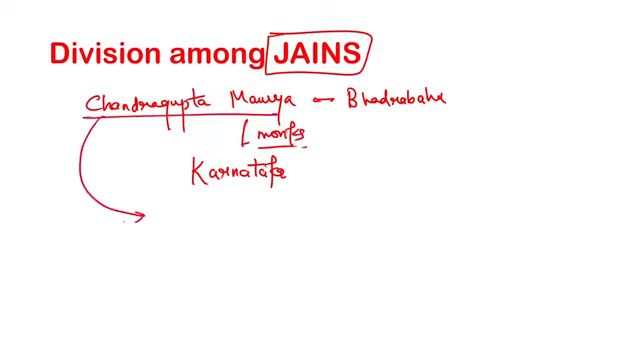 Division among JAINS
Chandragupta Maurya — Bhadrabahu
monks
Karnataka